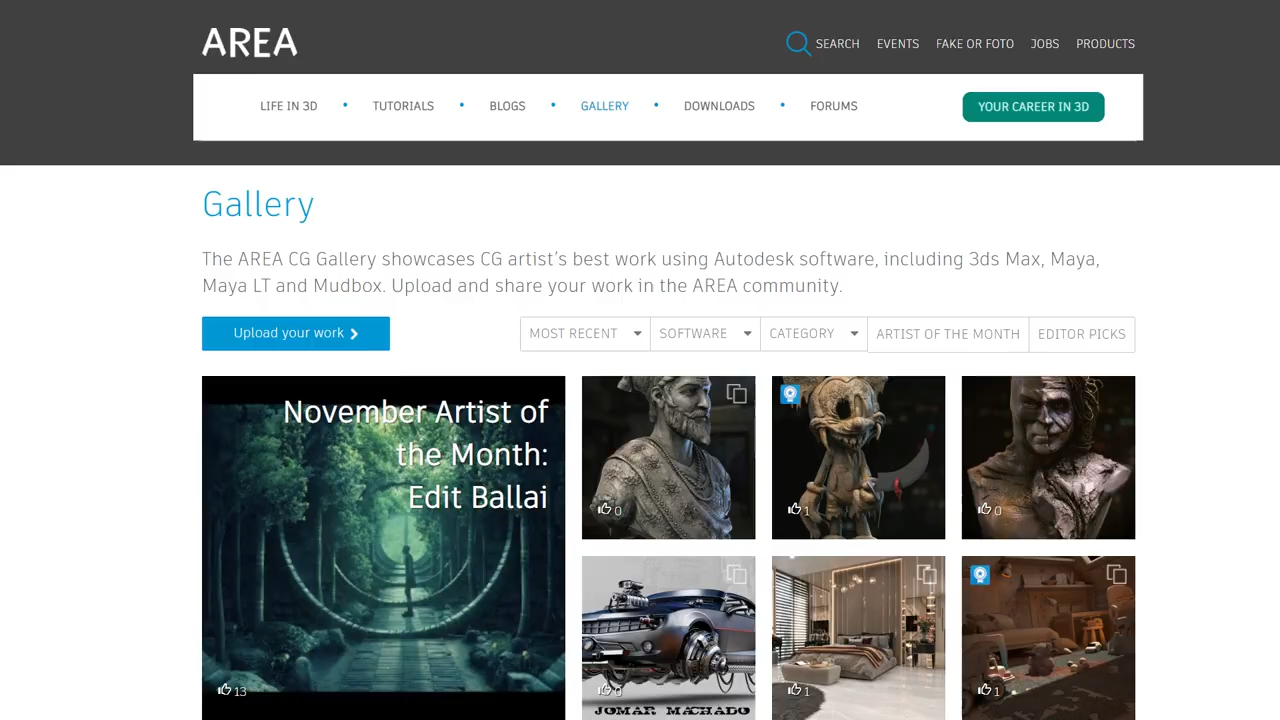 AREA
SEARCH EVENTS FAKE OR FOTO JOBS PRODUCTS
LIFE IN 3D • TUTORIALS • BLOGS • GALLERY • DOWNLOADS • FORUMS YOUR CAREER IN 3D
Gallery
The AREA CG Gallery showcases CG artist’s best work using Autodesk software, including 3ds Max, Maya,
Maya LT and Mudbox. Upload and share your work in the AREA community.
Upload your work MOST RECENT SOFTWARE CATEGORY ARTIST OF THE MONTH EDITOR PICKS
November Artist of
the Month:
Edit Ballai
0 1 0
13 0 1 1
JOMAR MACHADO